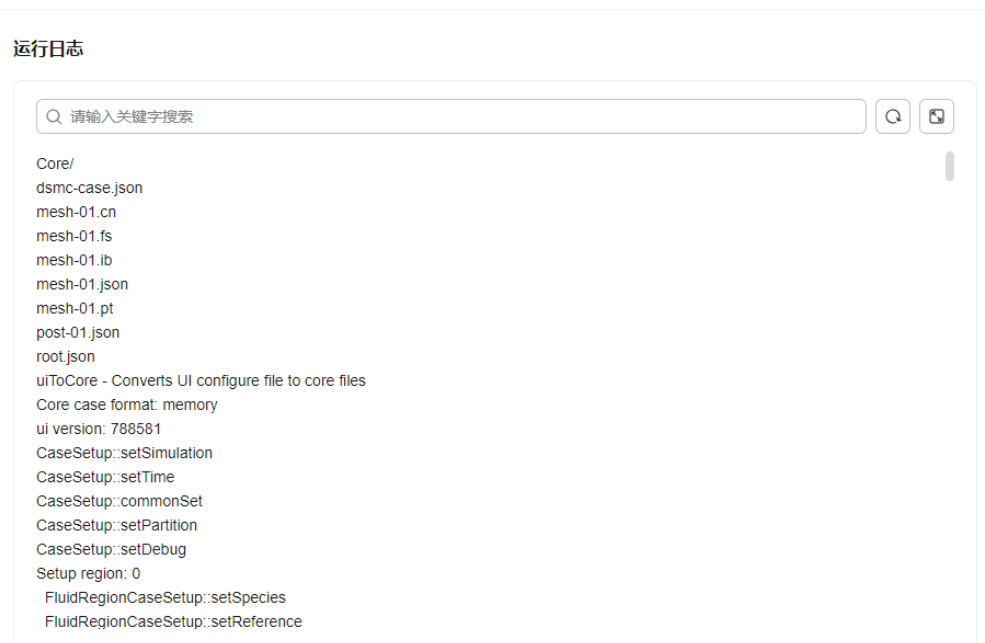 运行日志
请输入关键字搜索
Core/
dsmc-case.json
mesh-01.cn
mesh-01.fs
mesh-01.ib
mesh-01.json
mesh-01.pt
post-01.json
root.json
uiToCore - Converts UI configure file to core files
Core case format: memory
ui version: 788581
CaseSetup::setSimulation
CaseSetup::setTime
CaseSetup::commonSet
CaseSetup::setPartition
CaseSetup::setDebug
Setup region: 0
  FluidRegionCaseSetup::setSpecies
  FluidRegionCaseSetup::setReference